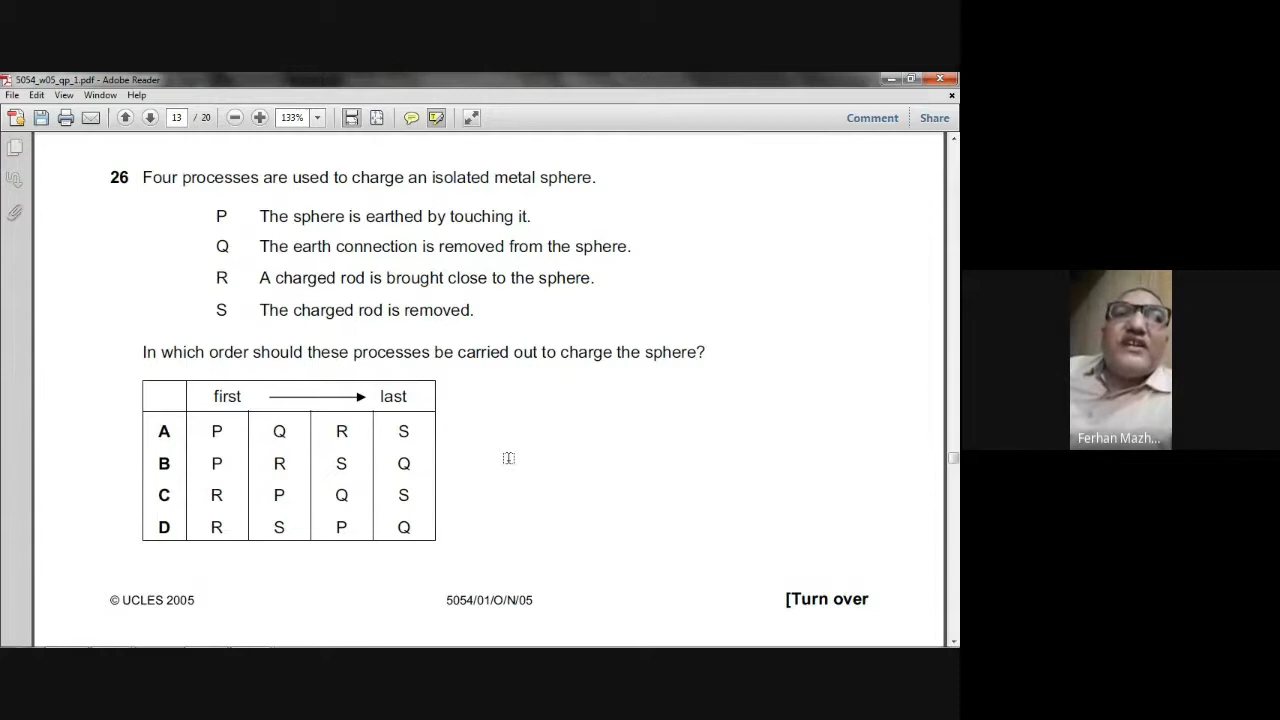 5054_w05_qp_1.pdf - Adobe Reader
File Edit View Window Help
13 / 20 133% Comment Share
26 Four processes are used to charge an isolated metal sphere.
P The sphere is earthed by touching it.
Q The earth connection is removed from the sphere.
R A charged rod is brought close to the sphere.
S The charged rod is removed.
In which order should these processes be carried out to charge the sphere?
first last
A P Q R S
B P R S Q
C R P Q S
D R S P Q
© UCLES 2005 5054/01/O/N/05 [Turn over
Ferhan Mazh...